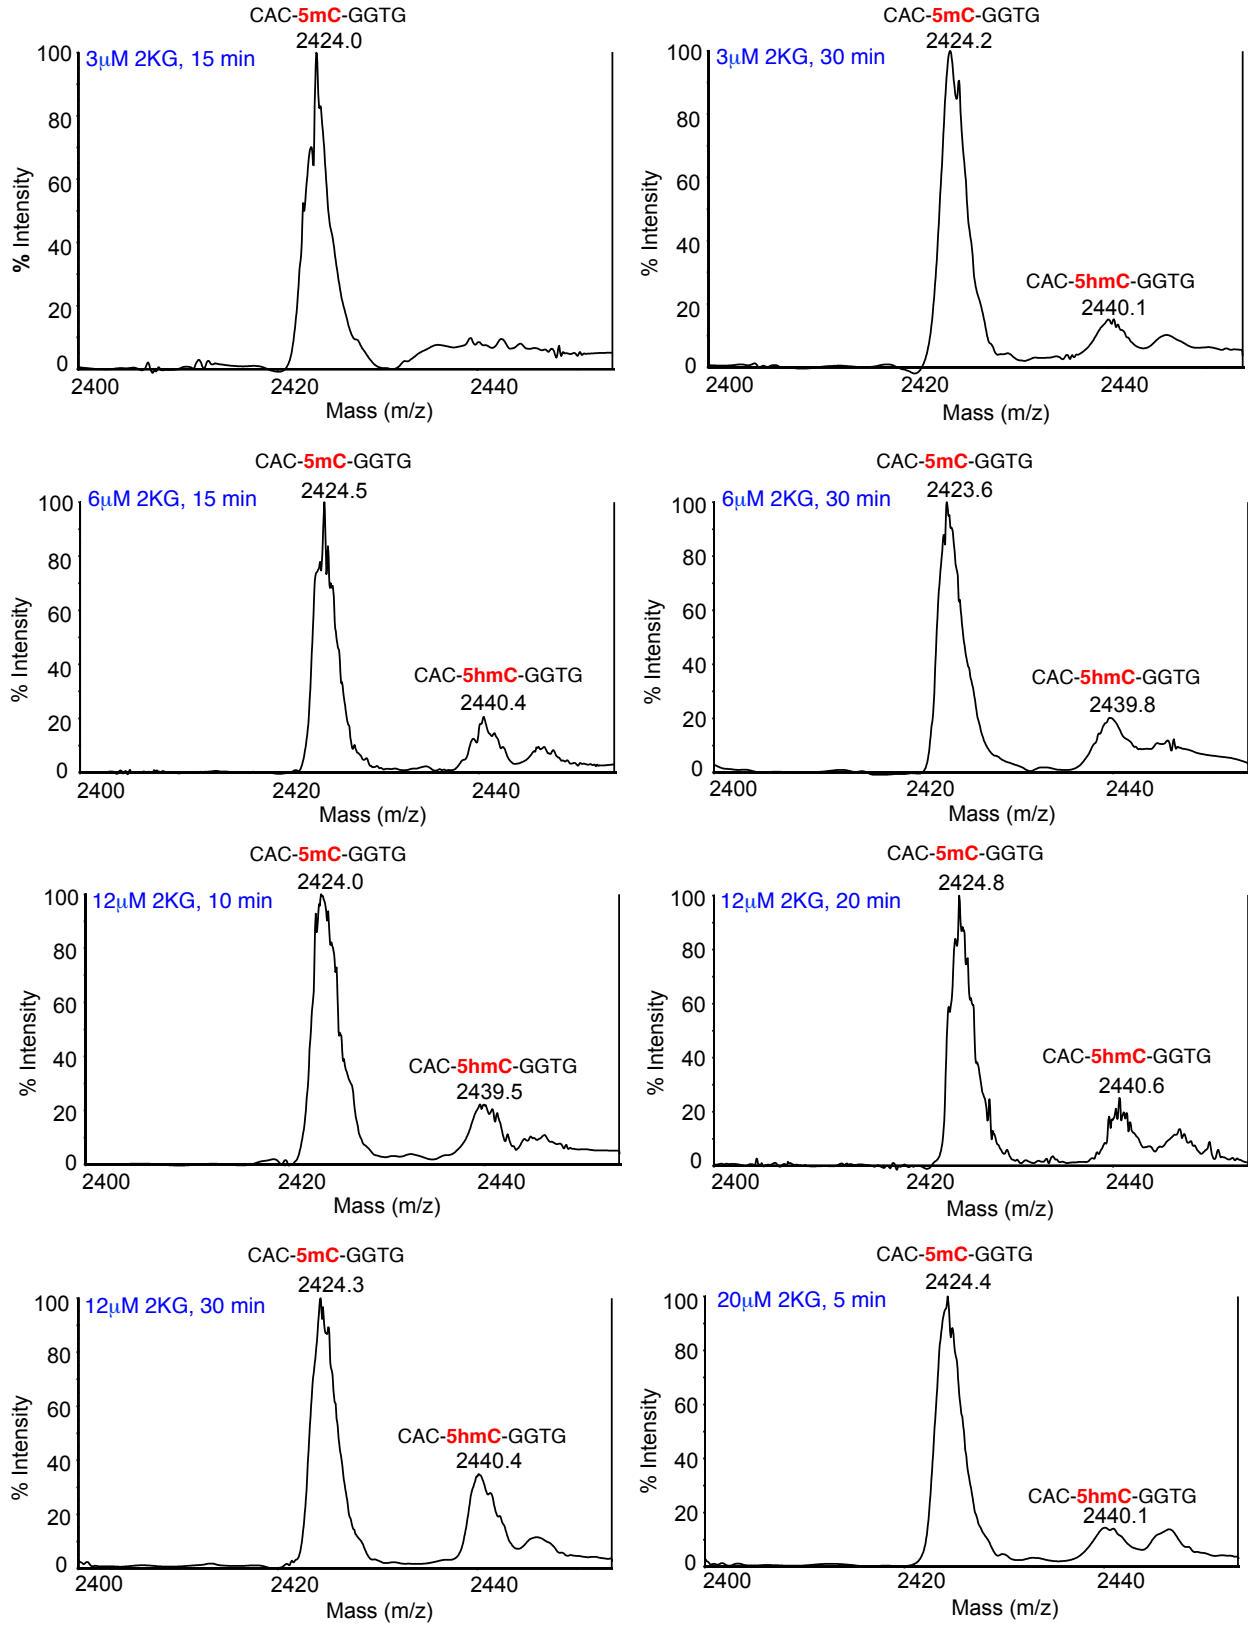 CAC-5mC-GGTG
2424.0
3μM 2KG, 15 min
100
80
60
40
20
0
% Intensity
2400
2420
2440
Mass (m/z)
CAC-5mC-GGTG
2424.2
3μM 2KG, 30 min
100
80
60
40
20
0
% Intensity
CAC-5hmC-GGTG
2440.1
2400
2420
2440
Mass (m/z)
CAC-5mC-GGTG
2424.5
6μM 2KG, 15 min
100
80
60
40
20
0
% Intensity
CAC-5hmC-GGTG
2440.4
2400
2420
2440
Mass (m/z)
CAC-5mC-GGTG
2423.6
6μM 2KG, 30 min
100
80
60
40
20
0
% Intensity
CAC-5hmC-GGTG
2439.8
2400
2420
2440
Mass (m/z)
CAC-5mC-GGTG
2424.0
12μM 2KG, 10 min
100
80
60
40
20
0
% Intensity
CAC-5hmC-GGTG
2439.5
2400
2420
2440
Mass (m/z)
CAC-5mC-GGTG
2424.8
12μM 2KG, 20 min
100
80
60
40
20
0
% Intensity
CAC-5hmC-GGTG
2440.6
2400
2420
2440
Mass (m/z)
CAC-5mC-GGTG
2424.3
12μM 2KG, 30 min
100
80
60
40
20
0
% Intensity
CAC-5hmC-GGTG
2440.4
2400
2420
2440
Mass (m/z)
CAC-5mC-GGTG
2424.4
20μM 2KG, 5 min
100
80
60
40
20
0
% Intensity
CAC-5hmC-GGTG
2440.1
2400
2420
2440
Mass (m/z)